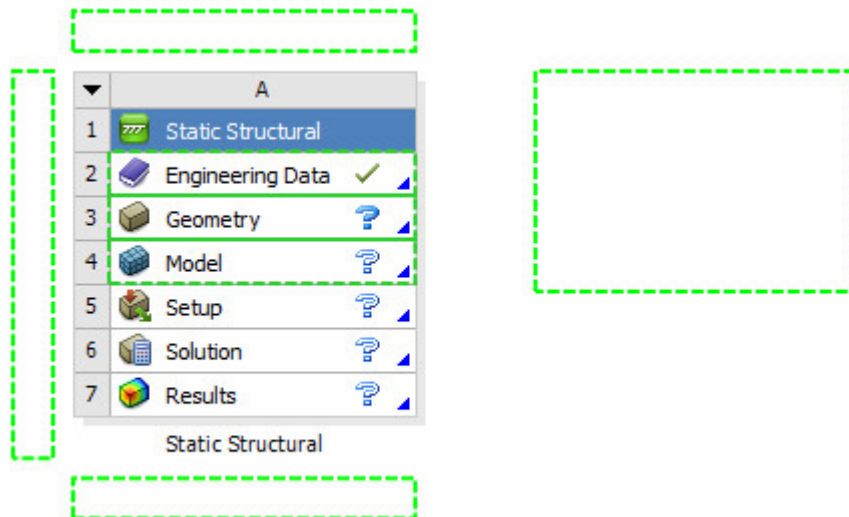 A
1 Static Structural
2 Engineering Data
3 Geometry ?
4 Model ?
5 Setup ?
6 Solution ?
7 Results ?
Static Structural